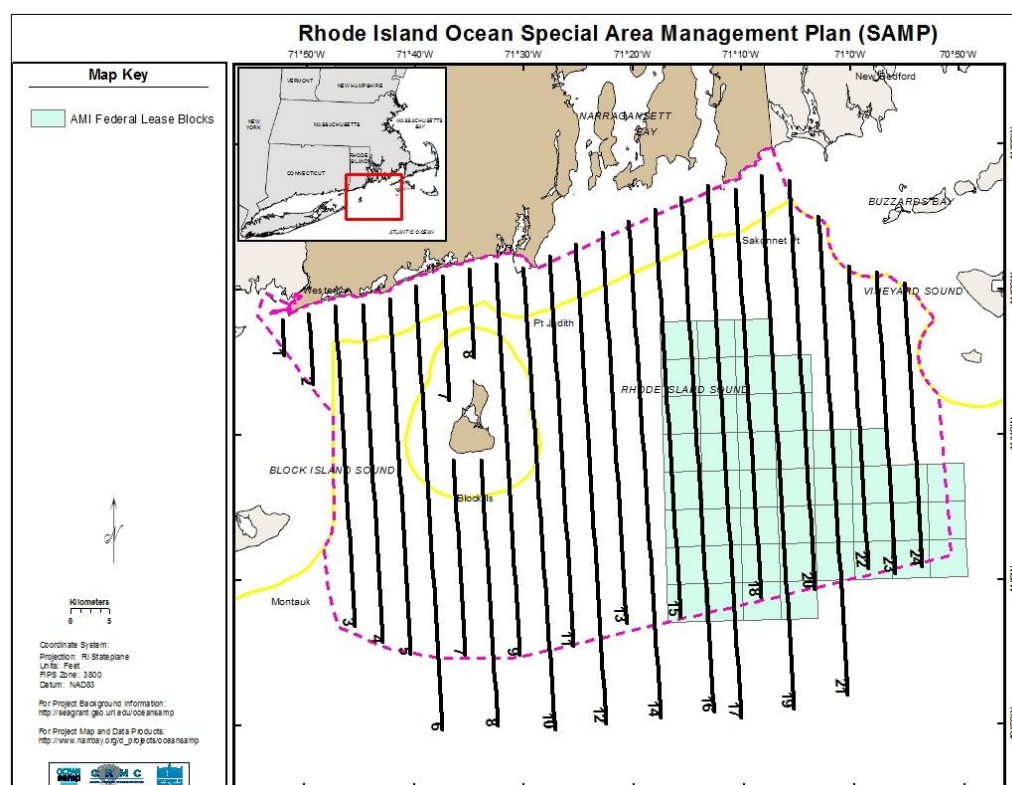 Rhode Island Ocean Special Area Management Plan (SAMP)
71°50'W 71°40'W 71°30'W 71°20'W 71°10'W 71°0'W 50°50'W
Map Key
AMI Federal Lease Blocks
VERMONT
NEW HAMPSHIRE
NEW YORK
MASSACHUSETTS
MASSACHUSETTS BAY
CONNECTICUT
RHODE ISLAND
ATLANTIC OCEAN
New Bedford
NARRAGANSETT BAY
BUZZARDS BAY
Sakonnet Pt
VINEYARD SOUND
Pt Judith
RHODE ISLAND SOUND
BLOCK ISLAND SOUND
Block Is
Montauk
1
2
7
8
3
4
5
6
7
8
9
10
11
12
13
14
15
16
17
18
19
20
21
22
23
24
N
Kilometers
0 5 10
Coordinate System:
Projection: RI Stateplane
Units: Feet
FIPS Zone: 3800
Datum: NAD83
For Project Background Information:
http://seagrant.gso.uri.edu/oceansamp
For Project Map and Data Products:
http://www.narrbay.org/d_projects/oceansamp
OCEAN
samp
C R M C